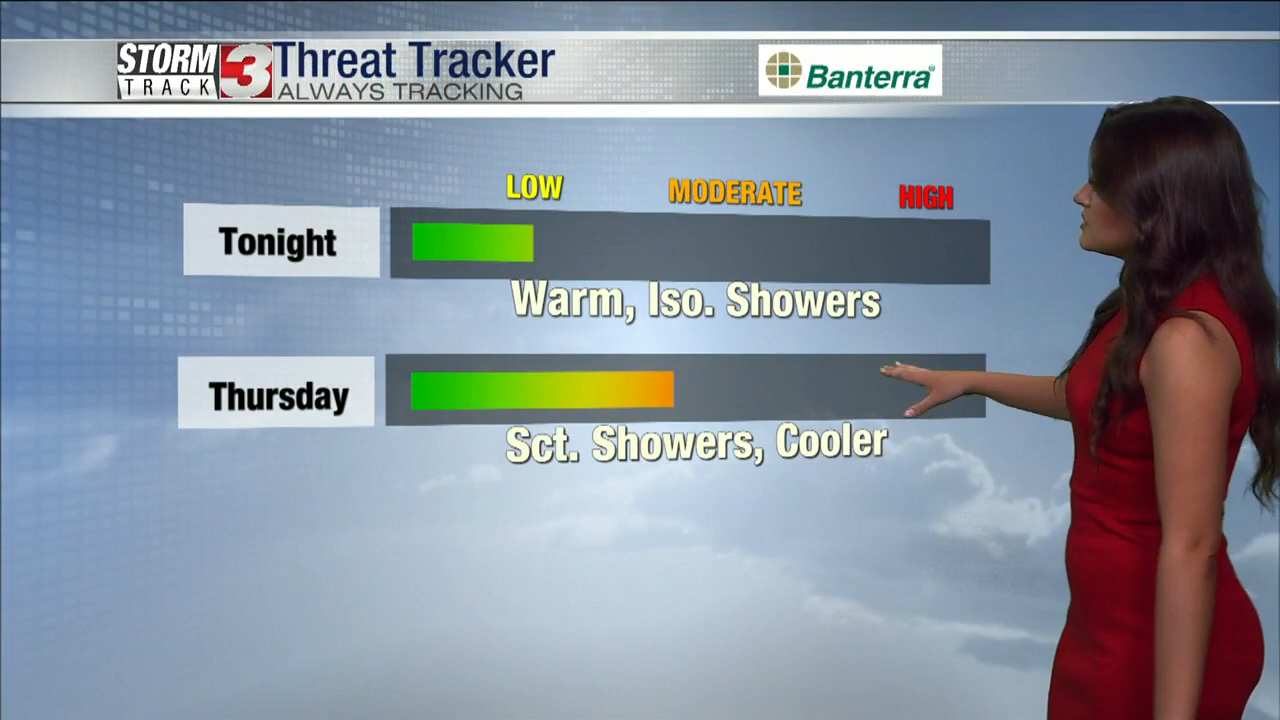 STORM
TRACK
3
Threat Tracker
ALWAYS TRACKING
Banterra®
LOW MODERATE HIGH
Tonight
Warm, Iso. Showers
Thursday
Sct. Showers, Cooler